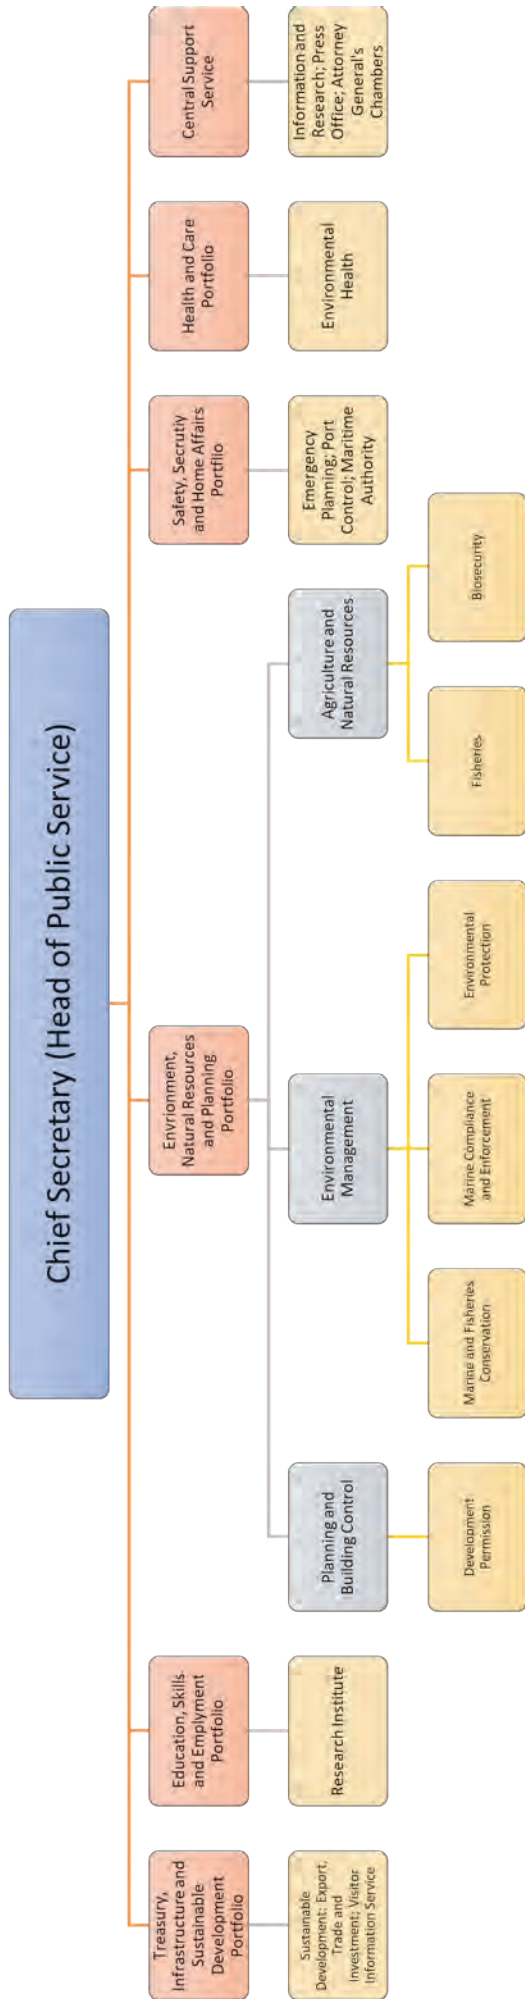 Chief Secretary (Head of Public Service)
Treasury,
Infrastructure and
Sustainable
Development
Portfolio
Education, Skills
and Emplyment
Portfolio
Envrionment,
Natural Resources
and Planning
Portfolio
Safety, Secrutiy
and Home Affairs
Portflio
Health and Care
Portfolio
Central Support
Service
Sustainable
Development; Export,
Trade and
Investment; Visitor
Information Service
Research Institute
Planning and
Building Control
Environmental
Management
Agriculture and
Natural Resources
Emergency
Planning; Port
Control; Maritime
Authority
Environmental
Health
Information and
Research; Press
Office; Attorney
General's
Chambers
Development
Permission
Marine and Fisheries
Conservation
Marine Compliance
and Enforcement
Environmental
Protection
Fisheries
Biosecurity